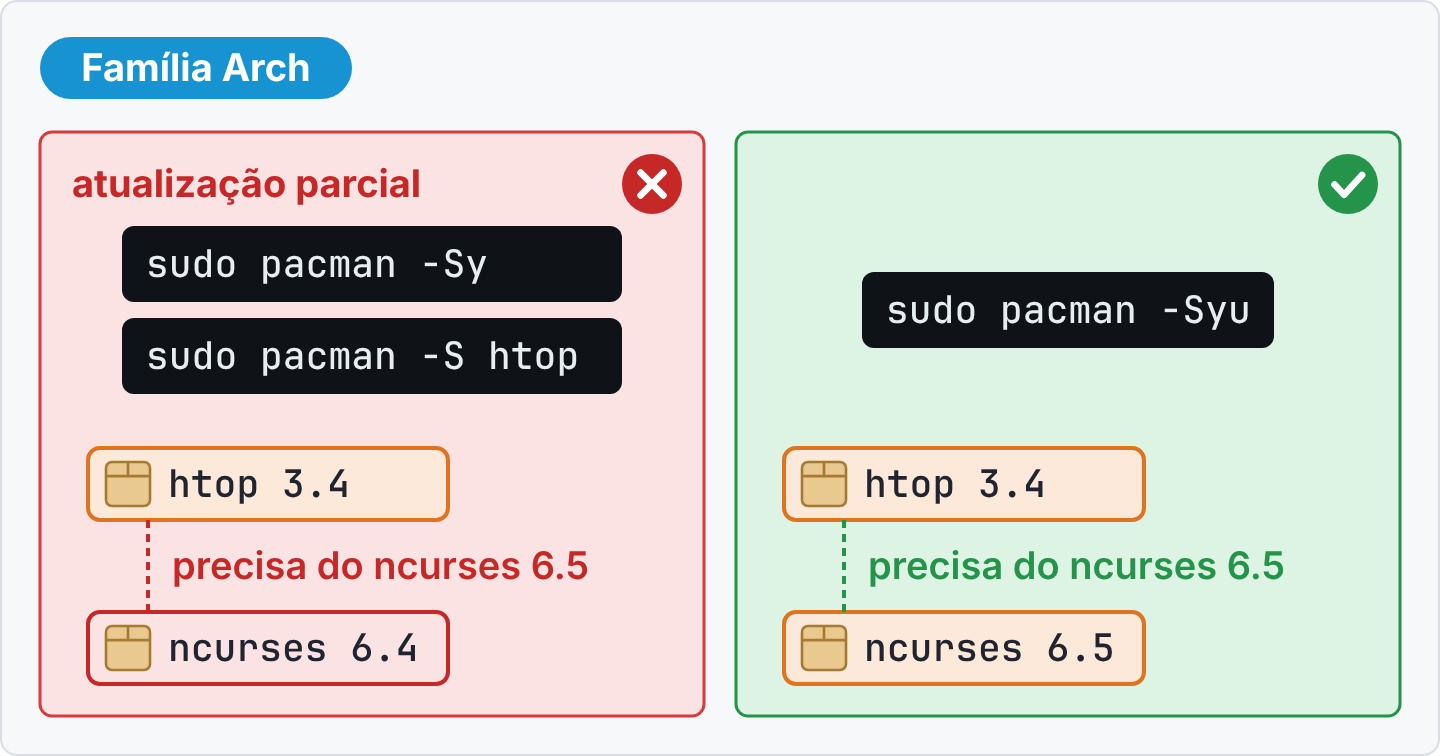 Família Arch
atualização parcial
sudo pacman -Sy
sudo pacman -S htop
htop 3.4
precisa do ncurses 6.5
ncurses 6.4
sudo pacman -Syu
htop 3.4
precisa do ncurses 6.5
ncurses 6.5